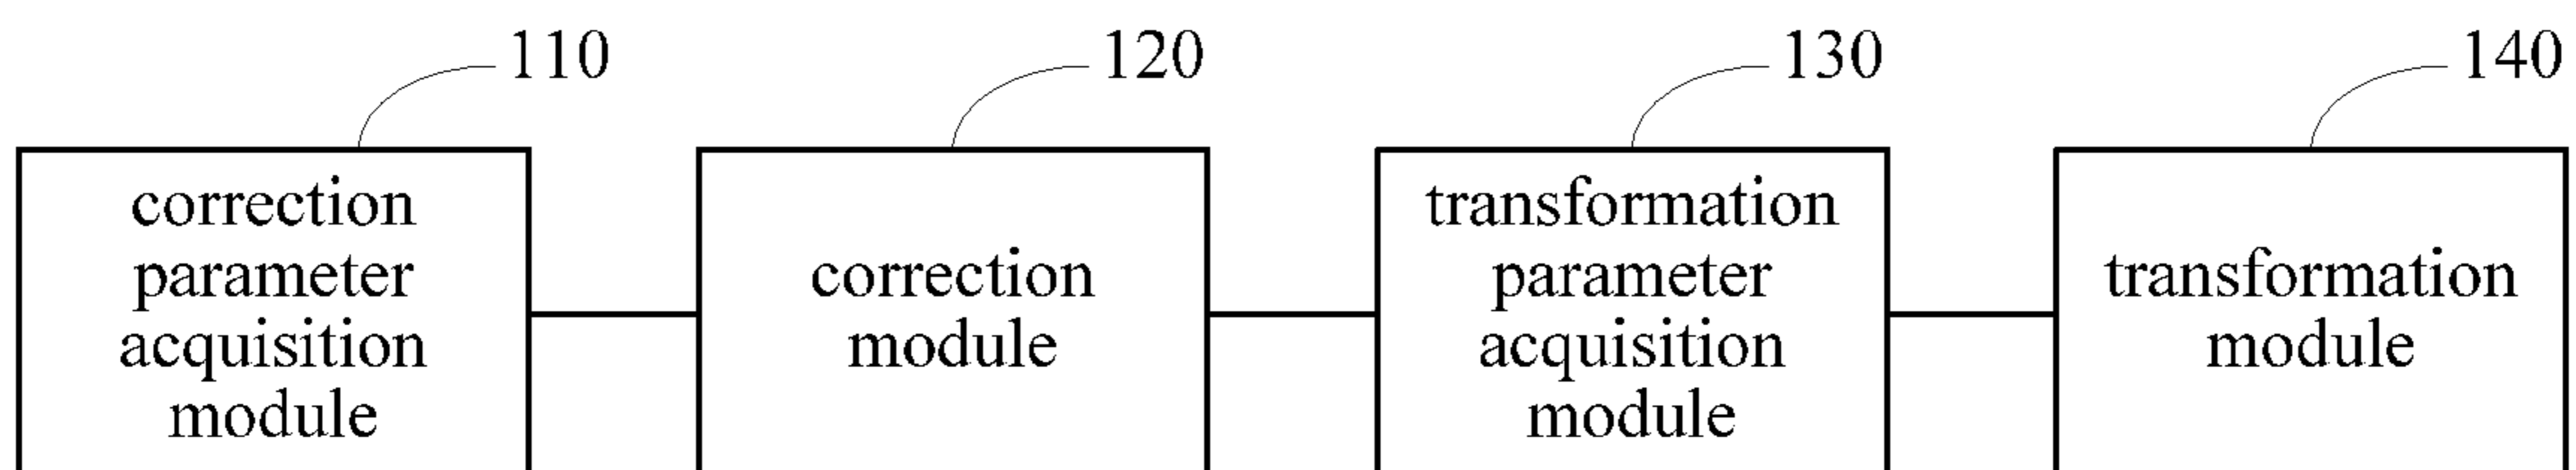 110
120
130
140
correction
parameter
acquisition
module
correction
module
transformation
parameter
acquisition
module
transformation
module